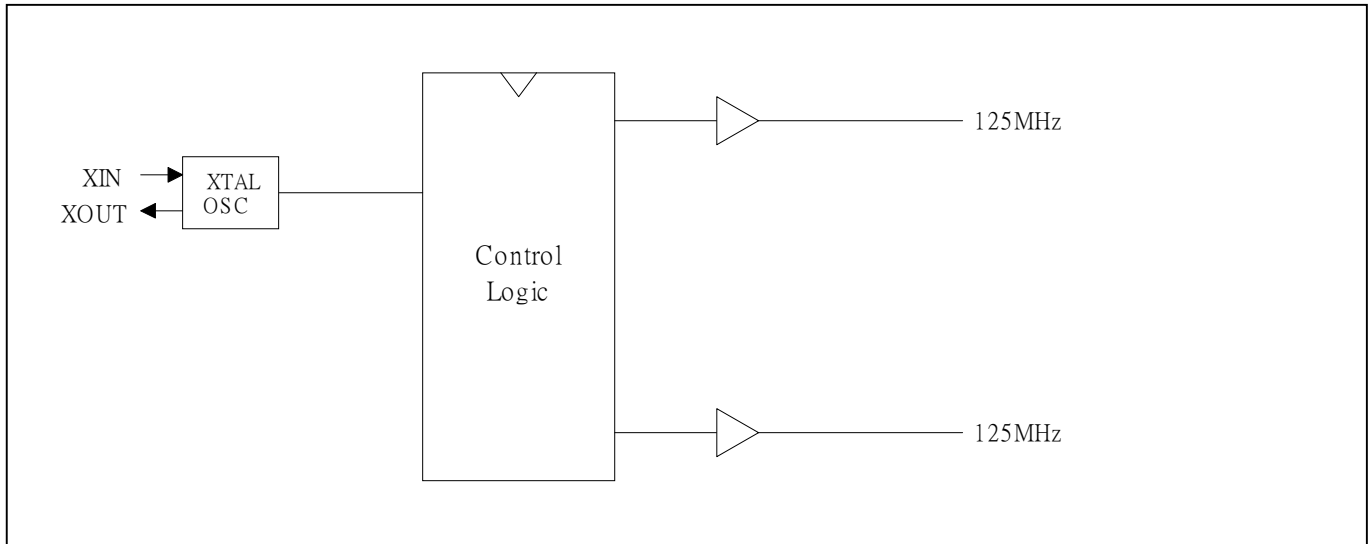 125MHz
XIN
XOUT
XTAL
OSC
Control
Logic
125MHz